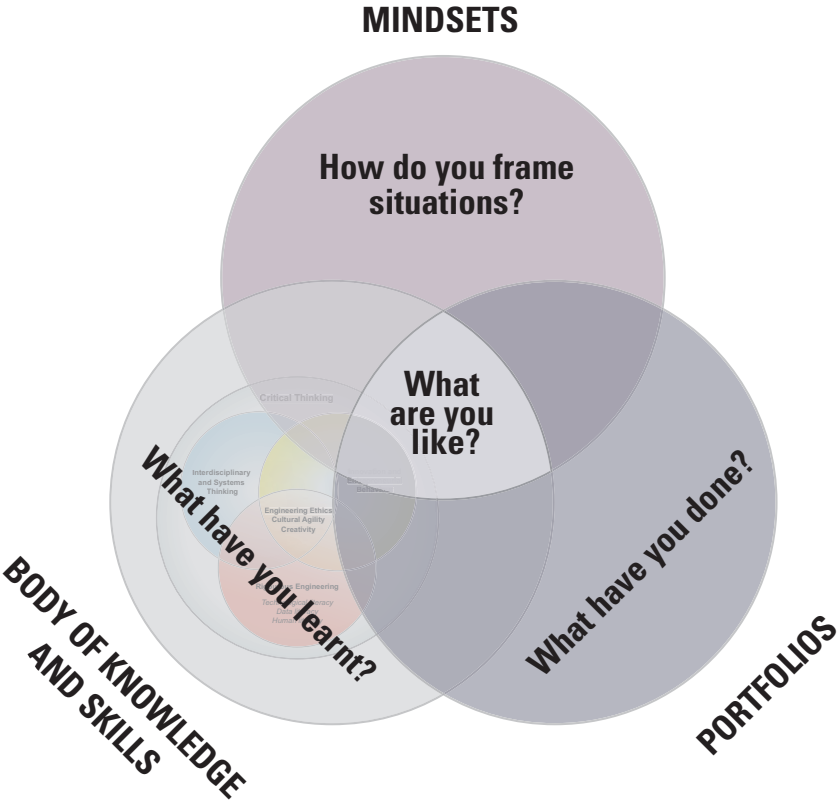 MINDSETS
How do you frame
situations?
What
are you
like?
Critical Thinking
Interdisciplinary
and Systems
Thinking
Engineering Ethics
Cultural Agility
Creativity
Engineering
What have you learnt?
What have you done?
BODY OF KNOWLEDGE
AND SKILLS
PORTFOLIOS